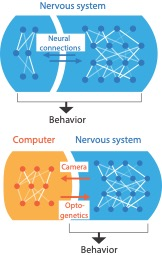 Nervous system
Neural
connections
Behavior
Computer Nervous system
Camera
Opto-
genetics
Behavior